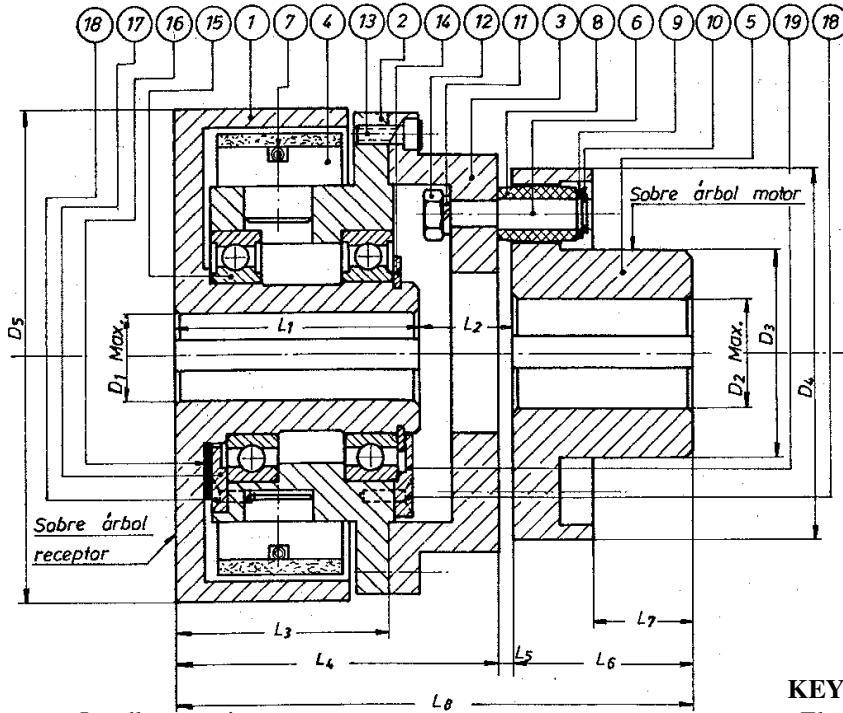 18 17 16 15 1 7 4 13 2 14 12 11 3 8 6 9 10 5 19 18
Sobre árbol motor
D5
D1 Max.
L1
L2
D2 Max.
D3
D4
Sobre árbol
receptor
L3
L4
L5
L6
L7
L8
KEY